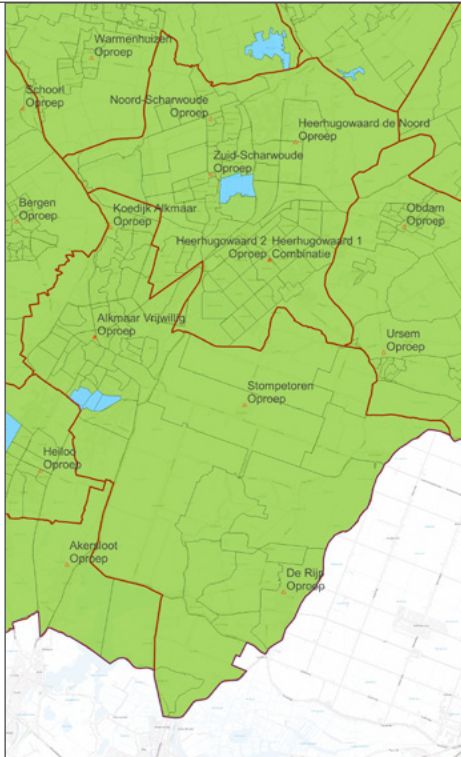 Warmenhuizen
Oproep
Schoorl
Oproep
Noord-Scharwoude
Oproep
Heerhugowaard de Noord
Oproep
Zuid-Scharwoude
Oproep
Bergen
Oproep
Koedijk Alkmaar
Oproep
Obdam
Oproep
Heerhugowaard 2
Oproep
Heerhugowaard 1
Combinatie
Alkmaar Vrijwillig
Oproep
Ursem
Oproep
Stompetoren
Oproep
Heiloo
Oproep
Akersloot
Oproep
De Rijp
Oproep